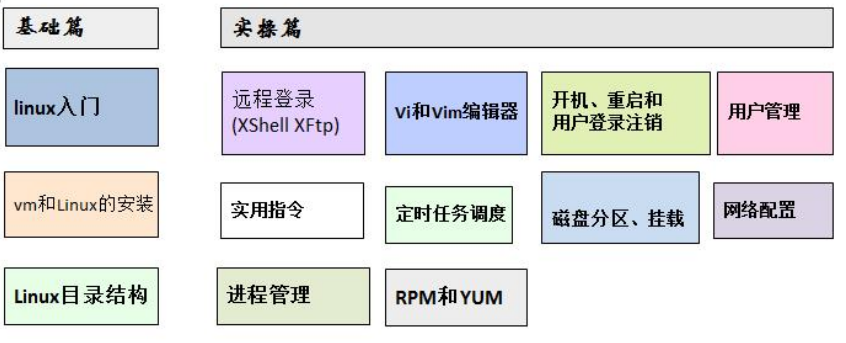 基础篇
实操篇
linux入门
远程登录
(XShell XFtp)
Vi和Vim编辑器
开机、重启和
用户登录注销
用户管理
vm和Linux的安装
实用指令
定时任务调度
磁盘分区、挂载
网络配置
Linux目录结构
进程管理
RPM和YUM